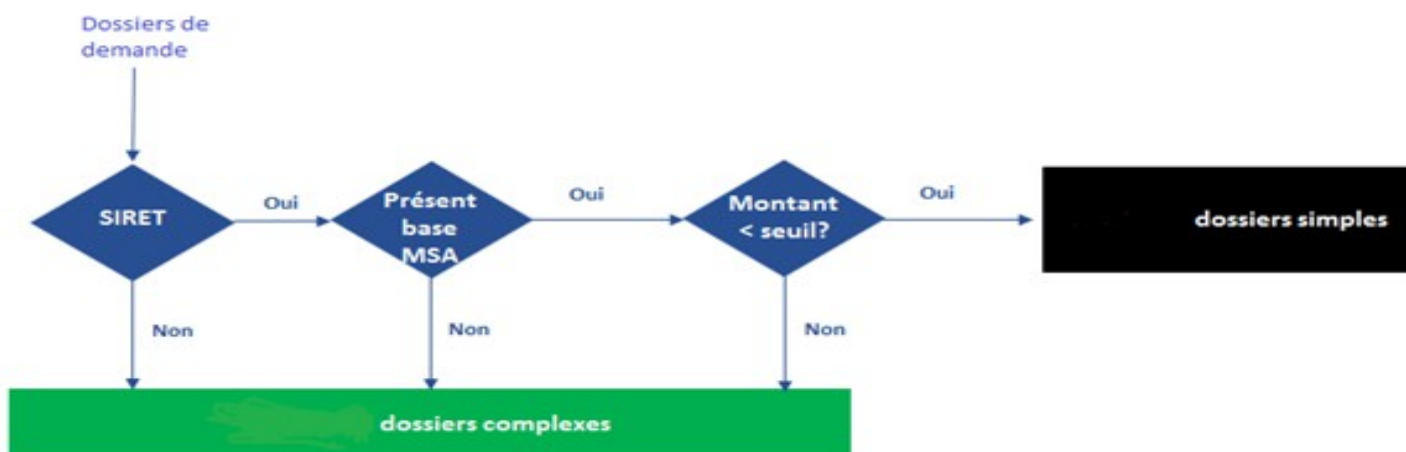 Dossiers de
demande
SIRET
Oui
Présent
base
MSA
Oui
Montant
< seuil?
Oui
dossiers simples
Non
Non
Non
dossiers complexes